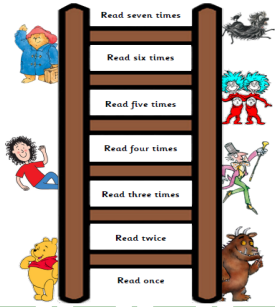 Read seven times
Read six times
Read five times
Read four times
Read three times
Read twice
Read once